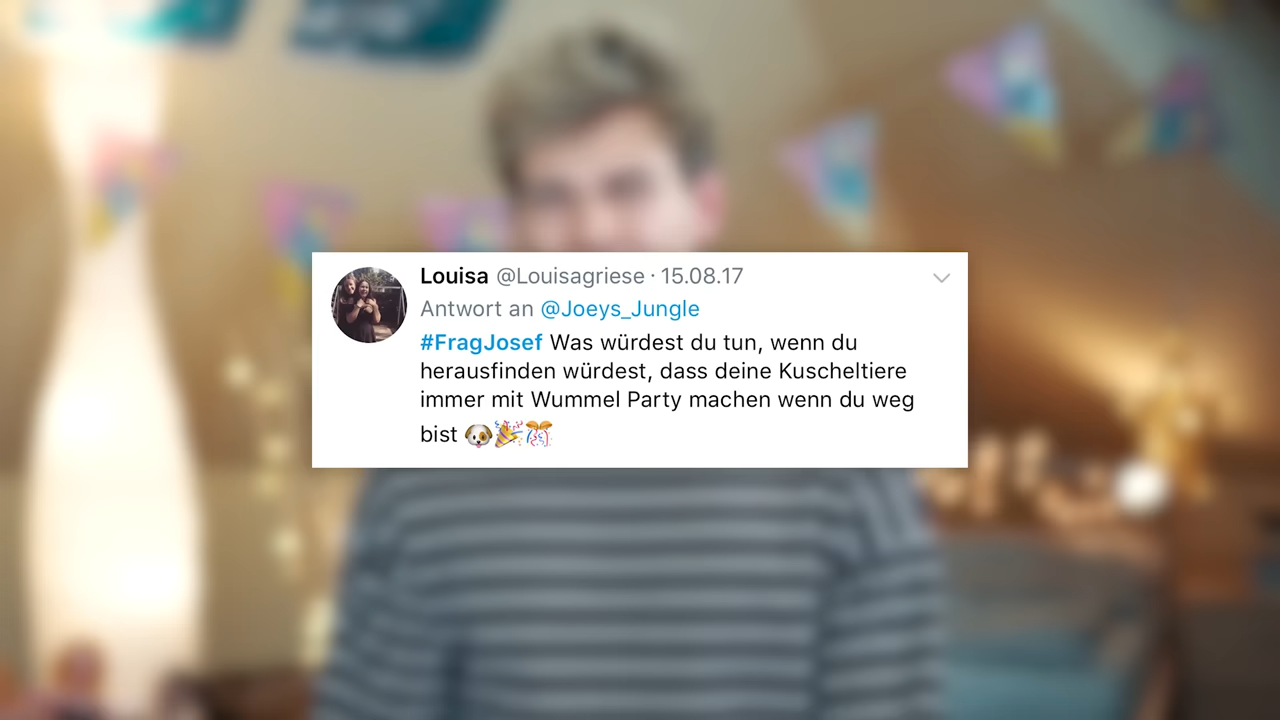 Louisa @Louisagriese · 15.08.17
Antwort an @Joeys_Jungle
#FragJosef Was würdest du tun, wenn du
herausfinden würdest, dass deine Kuscheltiere
immer mit Wummel Party machen wenn du weg
bist 🐶🎉🎊